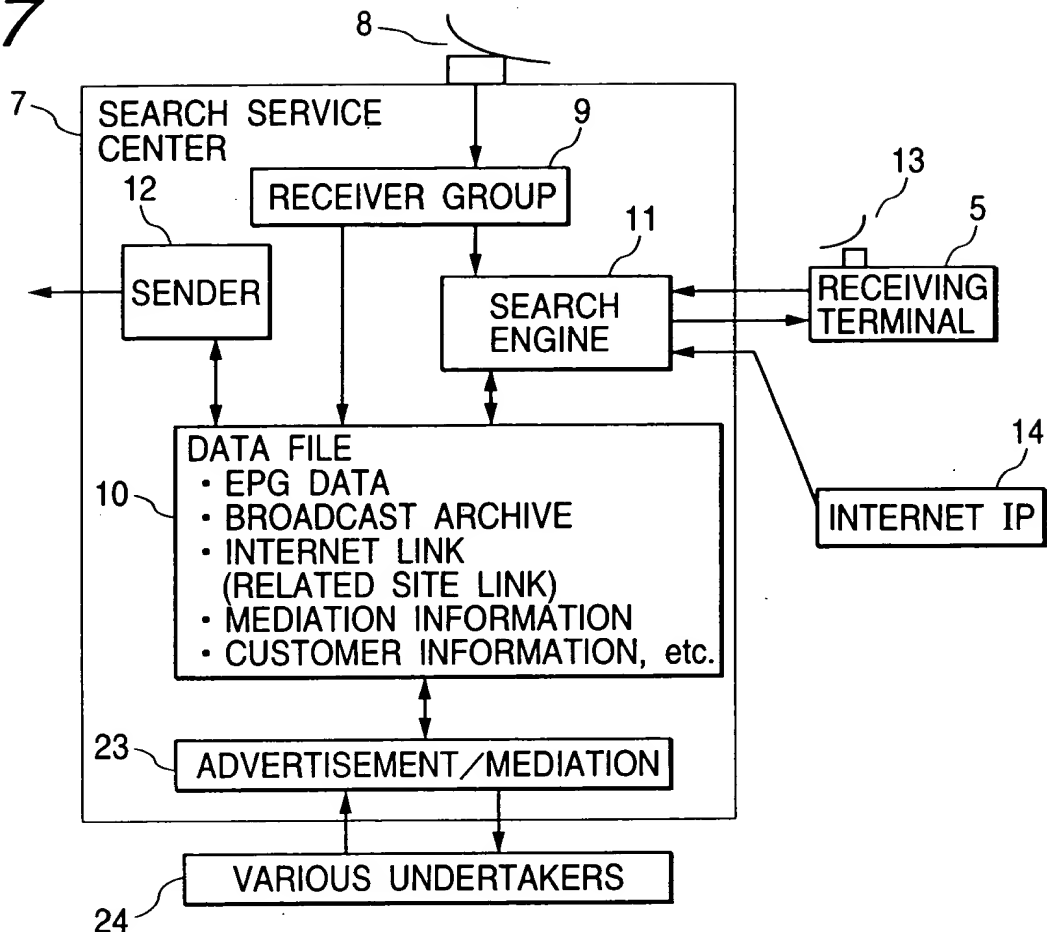 7
8
7
SEARCH SERVICE
CENTER
9
12
RECEIVER GROUP
11
13
5
SENDER
SEARCH
ENGINE
RECEIVING
TERMINAL
10
DATA FILE
・EPG DATA
・BROADCAST ARCHIVE
・INTERNET LINK
(RELATED SITE LINK)
・MEDIATION INFORMATION
・CUSTOMER INFORMATION, etc.
14
INTERNET IP
23
ADVERTISEMENT/MEDIATION
VARIOUS UNDERTAKERS
24